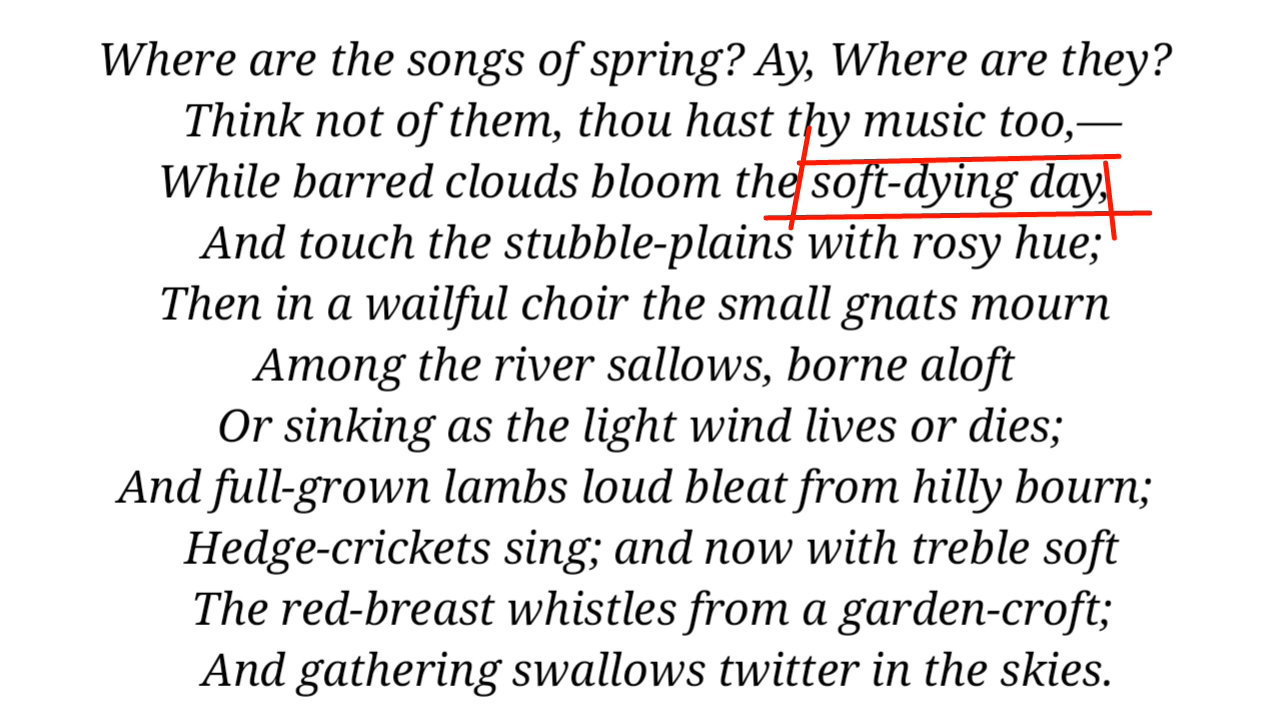 Where are the songs of spring? Ay, Where are they?
Think not of them, thou hast thy music too,—
While barred clouds bloom the soft-dying day,
And touch the stubble-plains with rosy hue;
Then in a wailful choir the small gnats mourn
Among the river sallows, borne aloft
Or sinking as the light wind lives or dies;
And full-grown lambs loud bleat from hilly bourn;
Hedge-crickets sing; and now with treble soft
The red-breast whistles from a garden-croft;
And gathering swallows twitter in the skies.